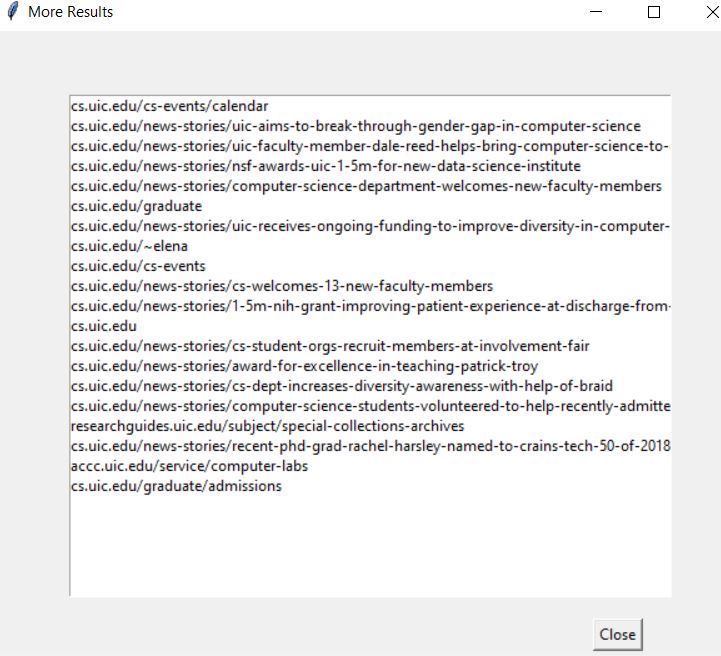 More Results
cs.uic.edu/cs-events/calendar
cs.uic.edu/news-stories/uic-aims-to-break-through-gender-gap-in-computer-science
cs.uic.edu/news-stories/uic-faculty-member-dale-reed-helps-bring-computer-science-to-
cs.uic.edu/news-stories/nsf-awards-uic-1-5m-for-new-data-science-institute
cs.uic.edu/news-stories/computer-science-department-welcomes-new-faculty-members
cs.uic.edu/graduate
cs.uic.edu/news-stories/uic-receives-ongoing-funding-to-improve-diversity-in-computer-
cs.uic.edu/~elena
cs.uic.edu/cs-events
cs.uic.edu/news-stories/cs-welcomes-13-new-faculty-members
cs.uic.edu/news-stories/1-5m-nih-grant-improving-patient-experience-at-discharge-from-
cs.uic.edu
cs.uic.edu/news-stories/cs-student-orgs-recruit-members-at-involvement-fair
cs.uic.edu/news-stories/award-for-excellence-in-teaching-patrick-troy
cs.uic.edu/news-stories/cs-dept-increases-diversity-awareness-with-help-of-braid
cs.uic.edu/news-stories/computer-science-students-volunteered-to-help-recently-admitte
researchguides.uic.edu/subject/special-collections-archives
cs.uic.edu/news-stories/recent-phd-grad-rachel-harsley-named-to-crains-tech-50-of-2018
accc.uic.edu/service/computer-labs
cs.uic.edu/graduate/admissions
Close